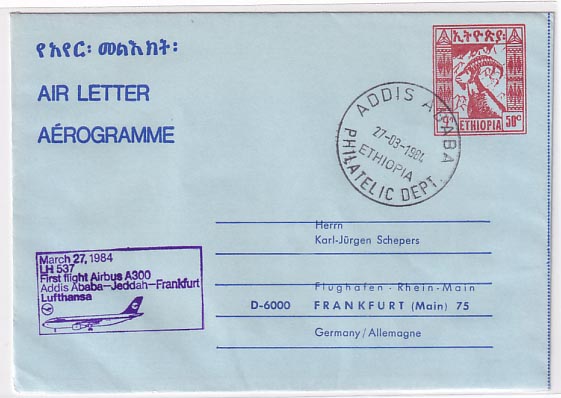 የአየር፡ መልእክት፡
AIR LETTER
AÉROGRAMME
ኢትዮጵያ
50c
ETHIOPIA 50c
ADDIS ABABA
27-03-1984
ETHIOPIA
PHILATELIC DEPT.
Herrn
Karl-Jürgen Schepers
Flughafen - Rhein-Main
D-6000 FRANKFURT (Main) 75
Germany/Allemagne
March 27, 1984
LH 537
First flight Airbus A300
Addis Ababa-Jeddah-Frankfurt
Lufthansa